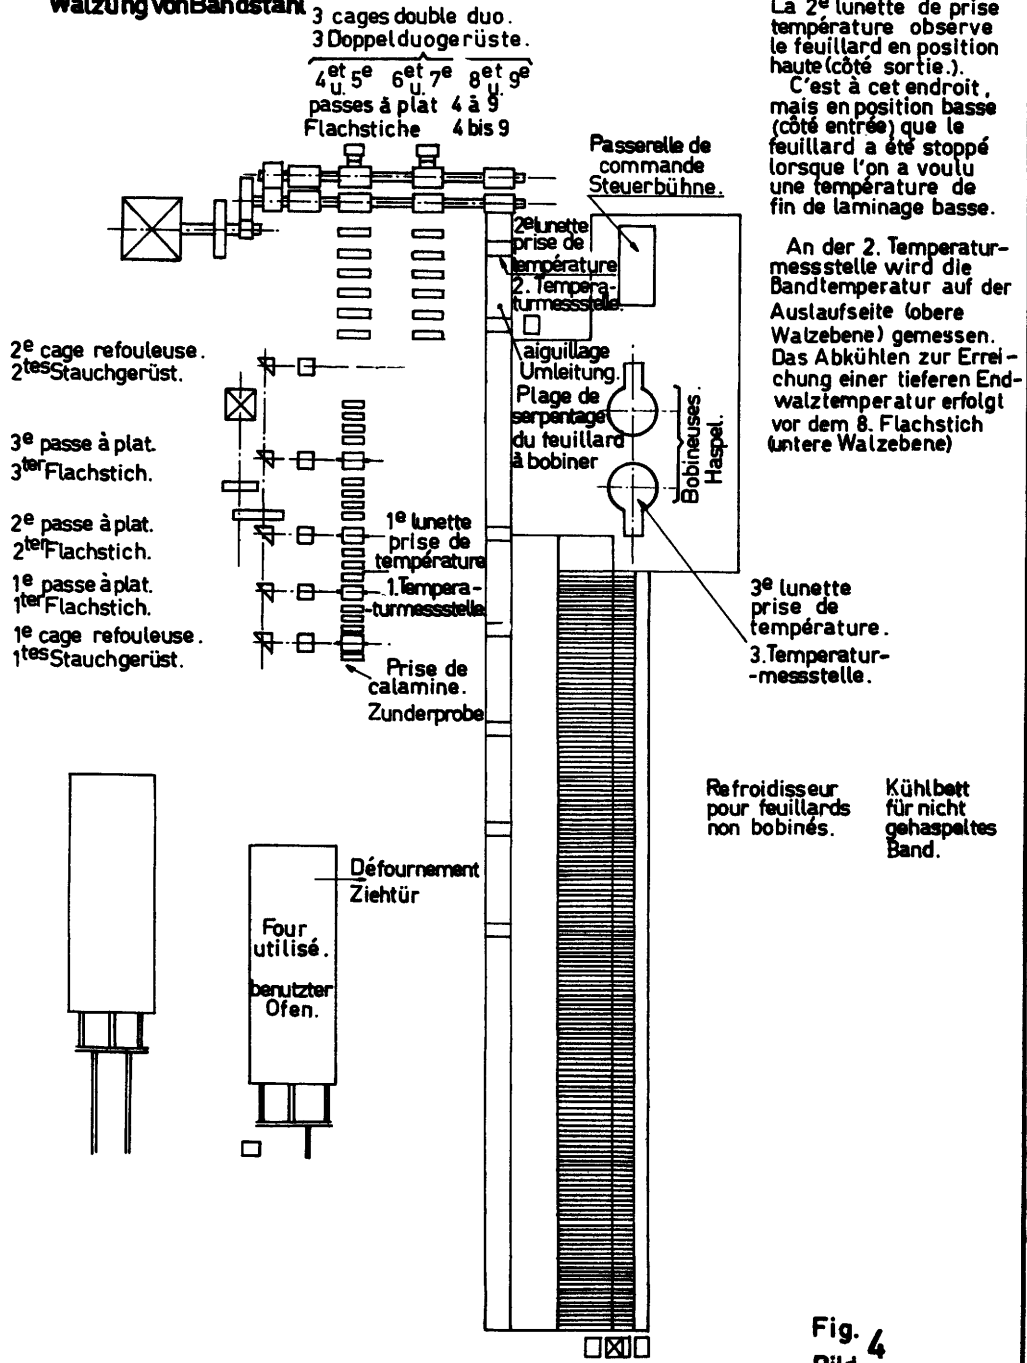 Walzung von Bandstahl
3 cages double duo.
3 Doppelduogerüste.
4 et u. 5e 6 et u. 7e 8 et u. 9e
passes à plat 4 à 9
Flachstiche 4 bis 9
La 2e lunette de prise
température observe
le feuillard en position
haute (côté sortie.).
C'est à cet endroit,
mais en position basse
(côté entrée) que le
feuillard a été stoppé
lorsque l'on a voulu
une température de
fin de laminage basse.
An der 2. Temperatur-
messstelle wird die
Bandtemperatur auf der
Auslaufseite (obere
Walzebene) gemessen.
Das Abkühlen zur Errei-
chung einer tieferen End-
walztemperatur erfolgt
vor dem 8. Flachstich
(untere Walzebene)
Passerelle de
commande
Steuerbühne.
2e lunette
prise de
température
2. Tempera-
turmessstelle.
aiguillage
Umleitung.
Plage de
serpentage
du feuillard
à bobiner
Bobineuses.
Haspel.
2e cage refouleuse.
2tes Stauchgerüst.
3e passe à plat.
3ter Flachstich.
2e passe à plat.
2ter Flachstich.
1e passe à plat.
1ter Flachstich.
1e cage refouleuse.
1tes Stauchgerüst.
1e lunette
prise de
température
1. Tempera-
-turmessstelle
Prise de
calamine.
Zunderprobe
3e lunette
prise de
température.
3. Temperatur-
-messstelle.
Refroidisseur
pour feuillards
non bobinés.
Kühlbett
für nicht
gehaspeltes
Band.
Défournement
Ziehtür
Four
utilisé.
benutzter
Ofen.
Fig. 4
Bild